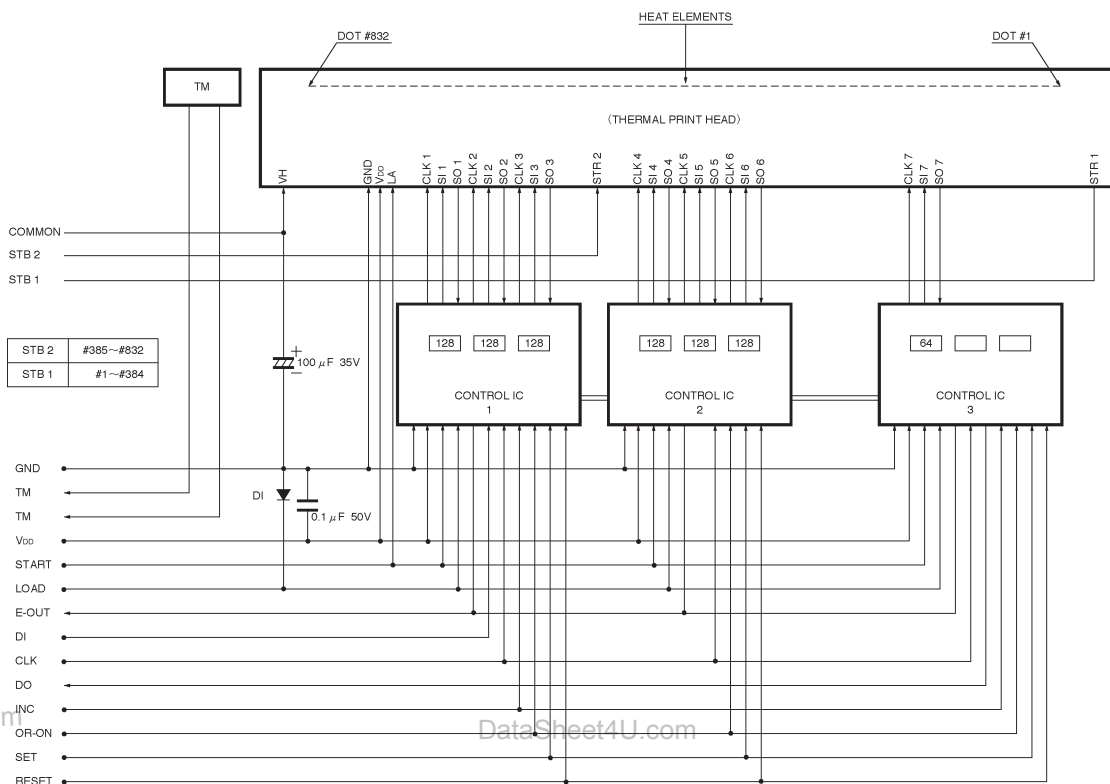 HEAT ELEMENTS
DOT #832
DOT #1
TM
(THERMAL PRINT HEAD)
VH
GND
VDD
LA
CLK 1
SI 1
SO 1
CLK 2
SI 2
SO 2
CLK 3
SI 3
SO 3
STR 2
CLK 4
SI 4
SO 4
CLK 5
SI 5
SO 5
CLK 6
SI 6
SO 6
CLK 7
SI 7
SO 7
STR 1
COMMON
STB 2
STB 1
STB 2 #385~#832
STB 1 #1~#384
+
100 μF 35V
−
128 128 128
CONTROL IC
1
128 128 128
CONTROL IC
2
64
CONTROL IC
3
GND
TM
DI
0.1 μF 50V
TM
VDD
START
LOAD
E-OUT
DI
CLK
DO
m
INC
OR-ON
DataSheet4U.com
SET
RESET